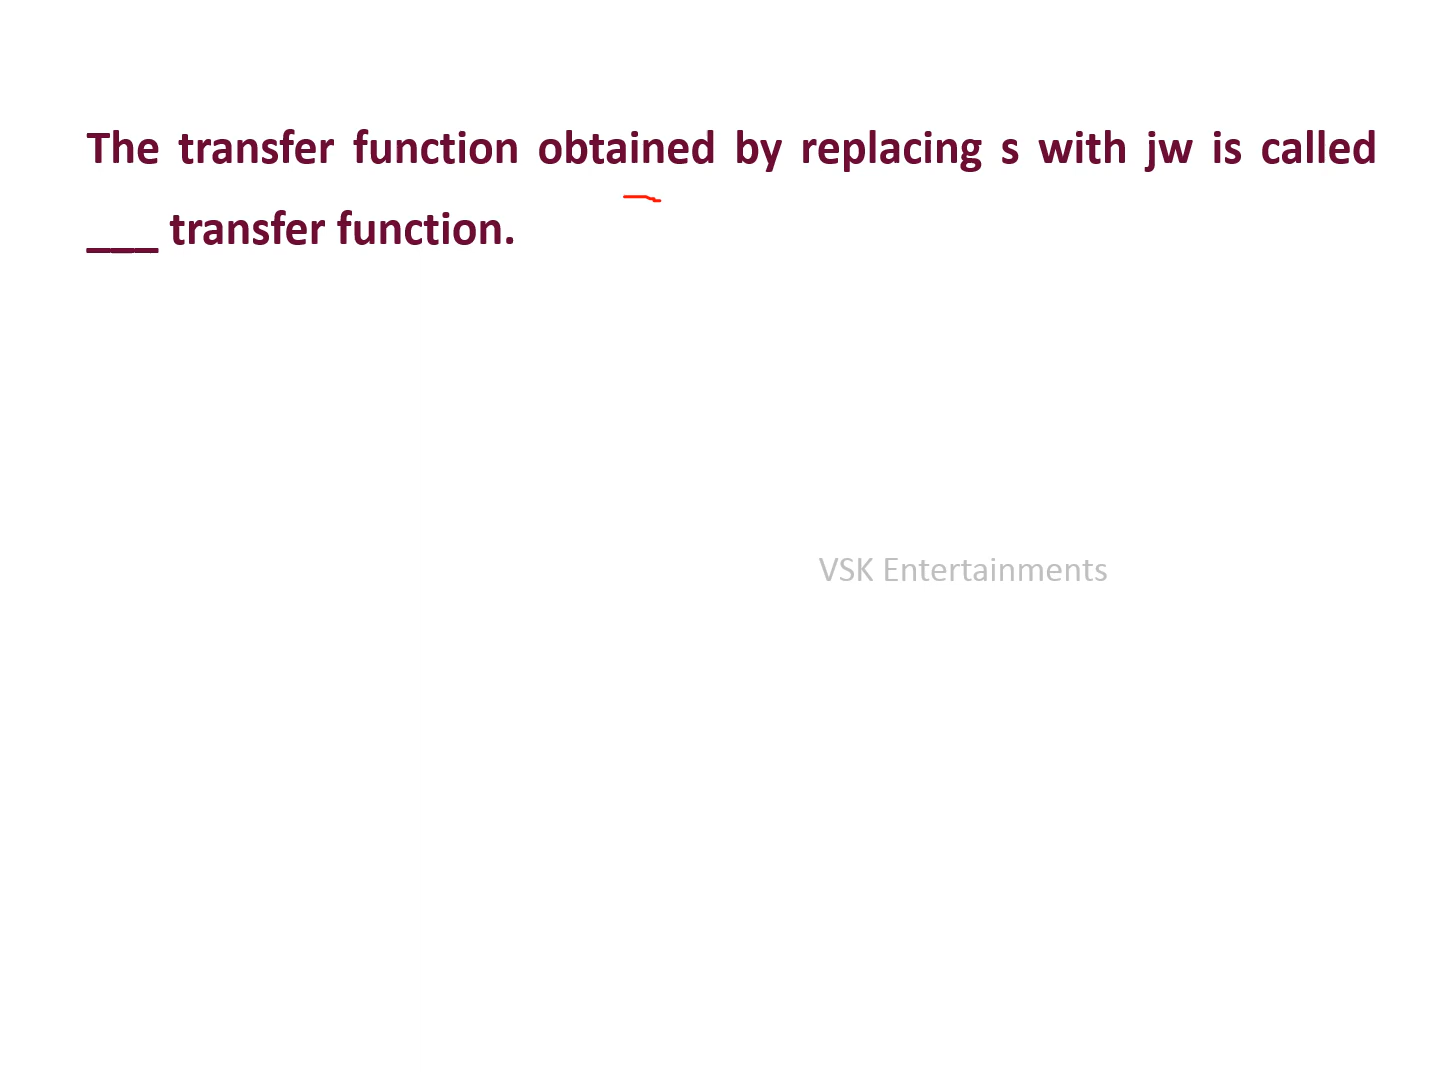 The transfer function obtained by replacing s with jw is called
___ transfer function.
VSK Entertainments